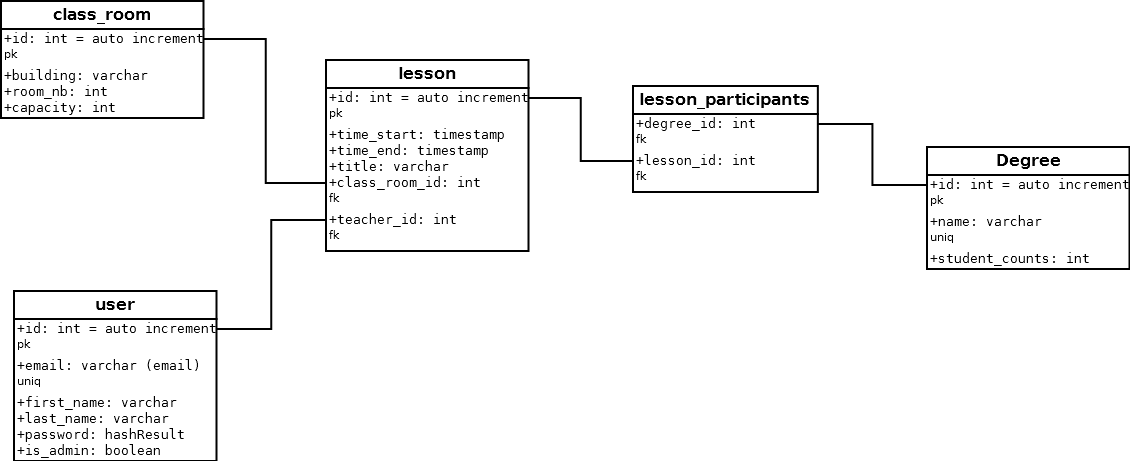 class_room
+id: int = auto increment
pk
+building: varchar
+room_nb: int
+capacity: int
lesson
+id: int = auto increment
pk
+time_start: timestamp
+time_end: timestamp
+title: varchar
+class_room_id: int
fk
+teacher_id: int
fk
lesson_participants
+degree_id: int
fk
+lesson_id: int
fk
Degree
+id: int = auto increment
pk
+name: varchar
uniq
+student_counts: int
user
+id: int = auto increment
pk
+email: varchar (email)
uniq
+first_name: varchar
+last_name: varchar
+password: hashResult
+is_admin: boolean